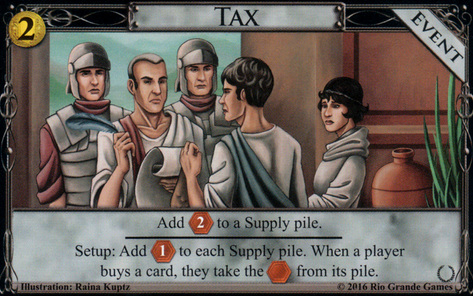 TAX
2
EVENT
Add 2 to a Supply pile.
Setup: Add 1 to each Supply pile. When a player
buys a card, they take the from its pile.
Illustration: Raina Kuptz © 2016 Rio Grande Games